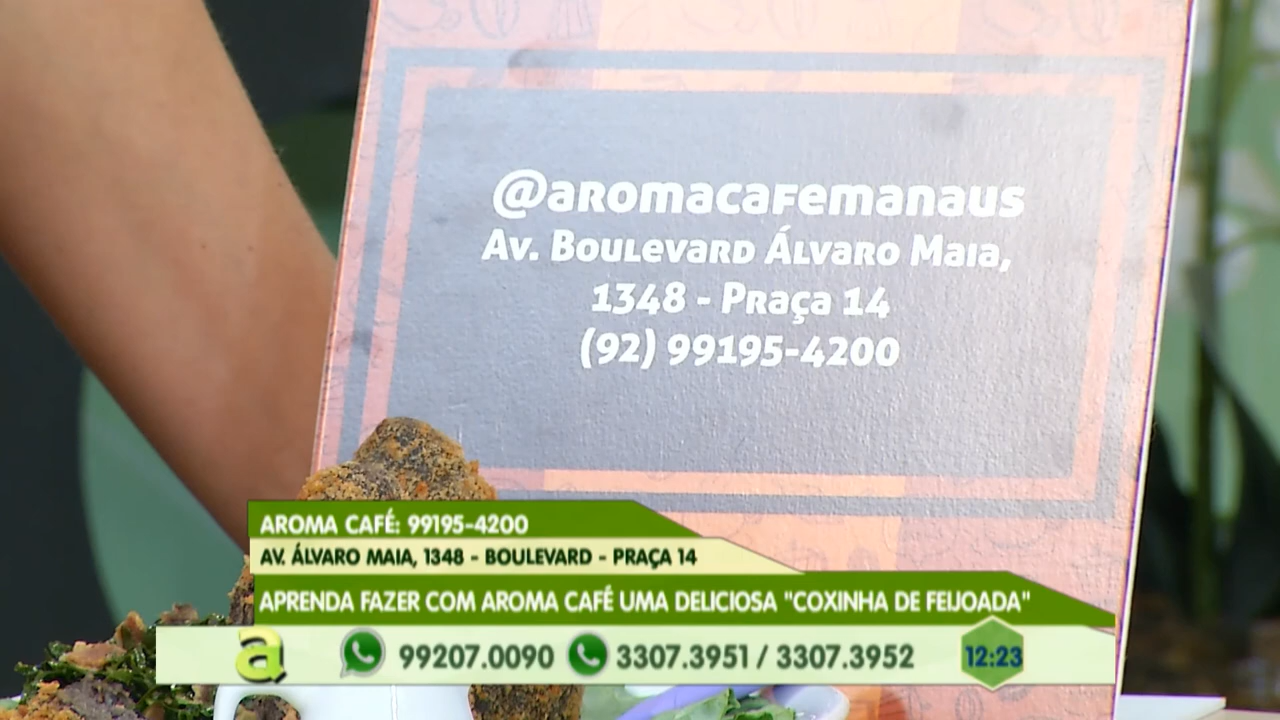 @aromacafemanaus
Av. Boulevard Álvaro Maia,
1348 - Praça 14
(92) 99195-4200
AROMA CAFÉ: 99195-4200
AV. ÁLVARO MAIA, 1348 - BOULEVARD - PRAÇA 14
APRENDA FAZER COM AROMA CAFÉ UMA DELICIOSA "COXINHA DE FEIJOADA"
a 99207.0090 3307.3951 / 3307.3952 12:23